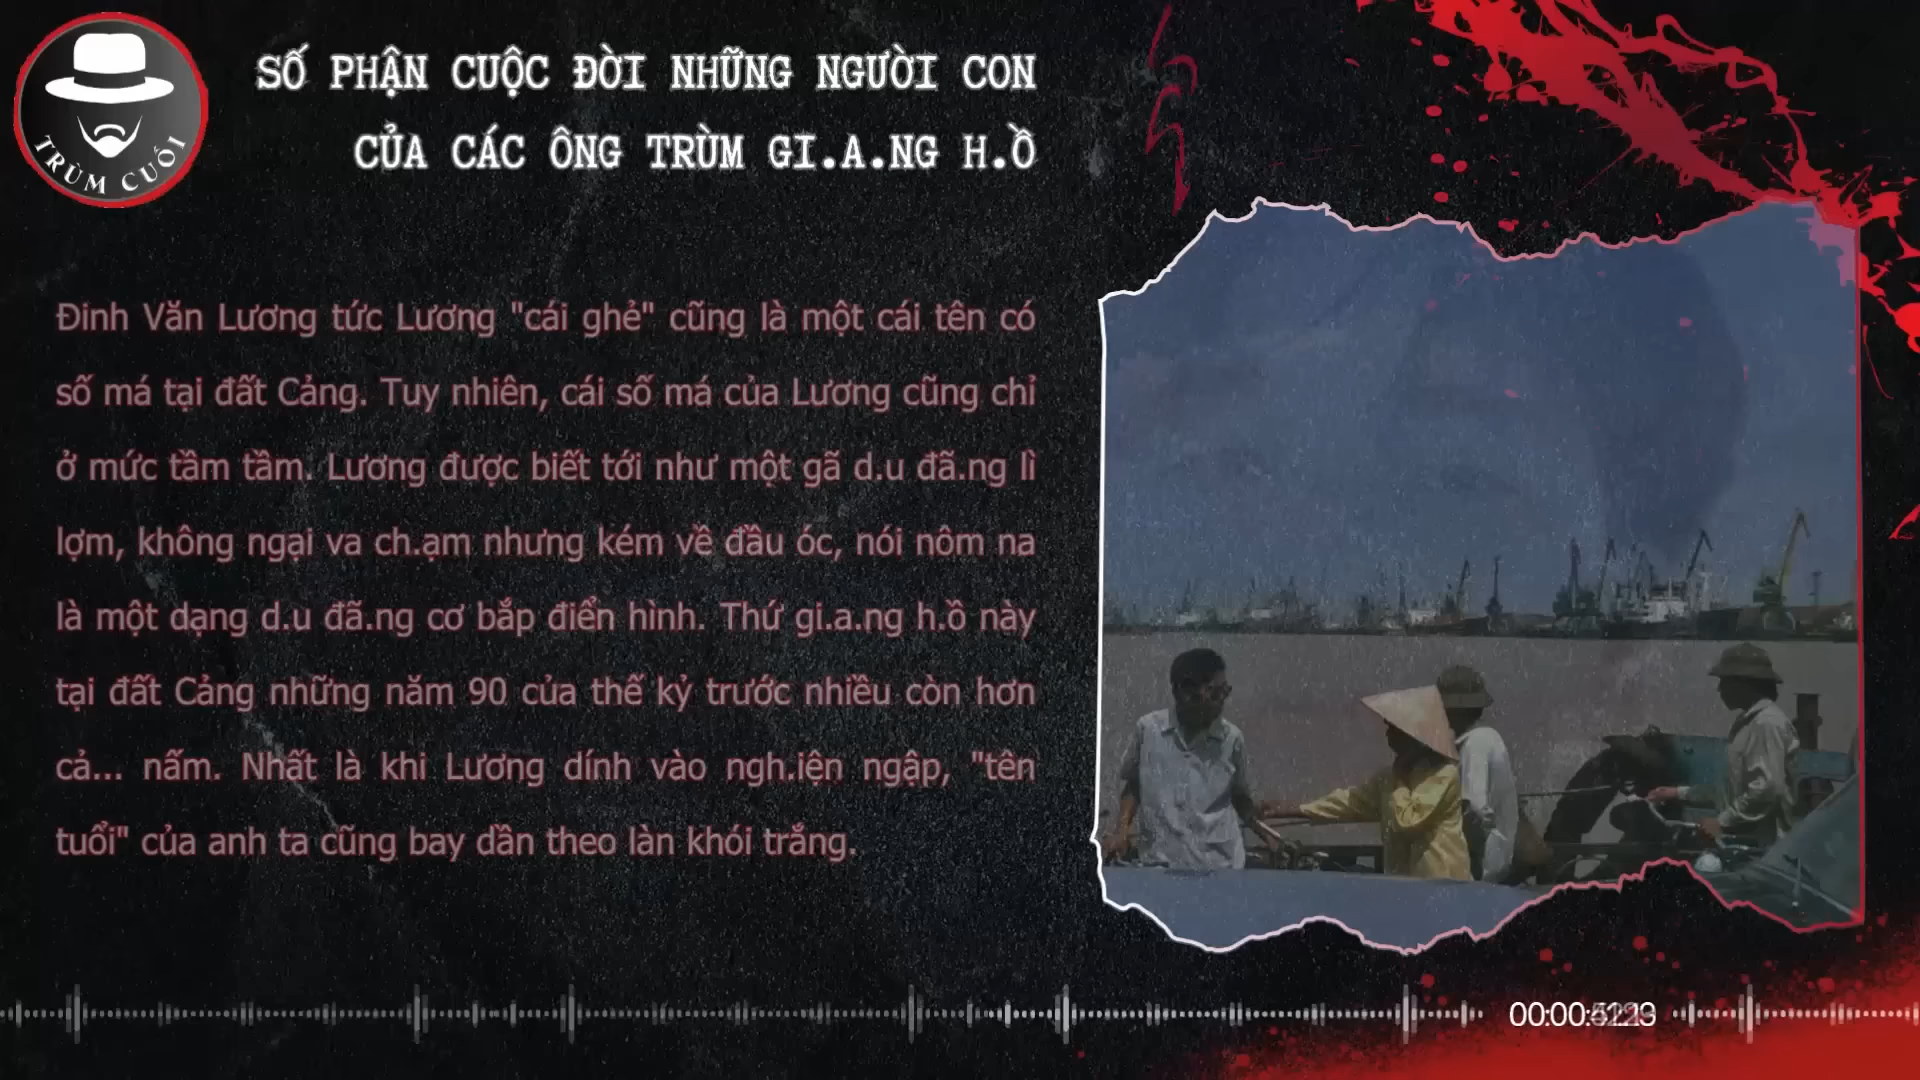 TRÙM CUỐI
SỐ PHẬN CUỘC ĐỜI NHỮNG NGƯỜI CON
CỦA CÁC ÔNG TRÙM GI.A.NG H.Ồ
Đinh Văn Lương tức Lương "cái ghẻ" cũng là một cái tên có
số má tại đất Cảng. Tuy nhiên, cái số má của Lương cũng chỉ
ở mức tầm tầm. Lương được biết tới như một gã d.u đã.ng lì
lợm, không ngại va ch.ạm nhưng kém về đầu óc, nói nôm na
là một dạng d.u đã.ng cơ bắp điển hình. Thứ gi.a.ng h.ồ này
tại đất Cảng những năm 90 của thế kỷ trước nhiều còn hơn
cả... nấm. Nhất là khi Lương dính vào ngh.iện ngập, "tên
tuổi" của anh ta cũng bay dần theo làn khói trắng.